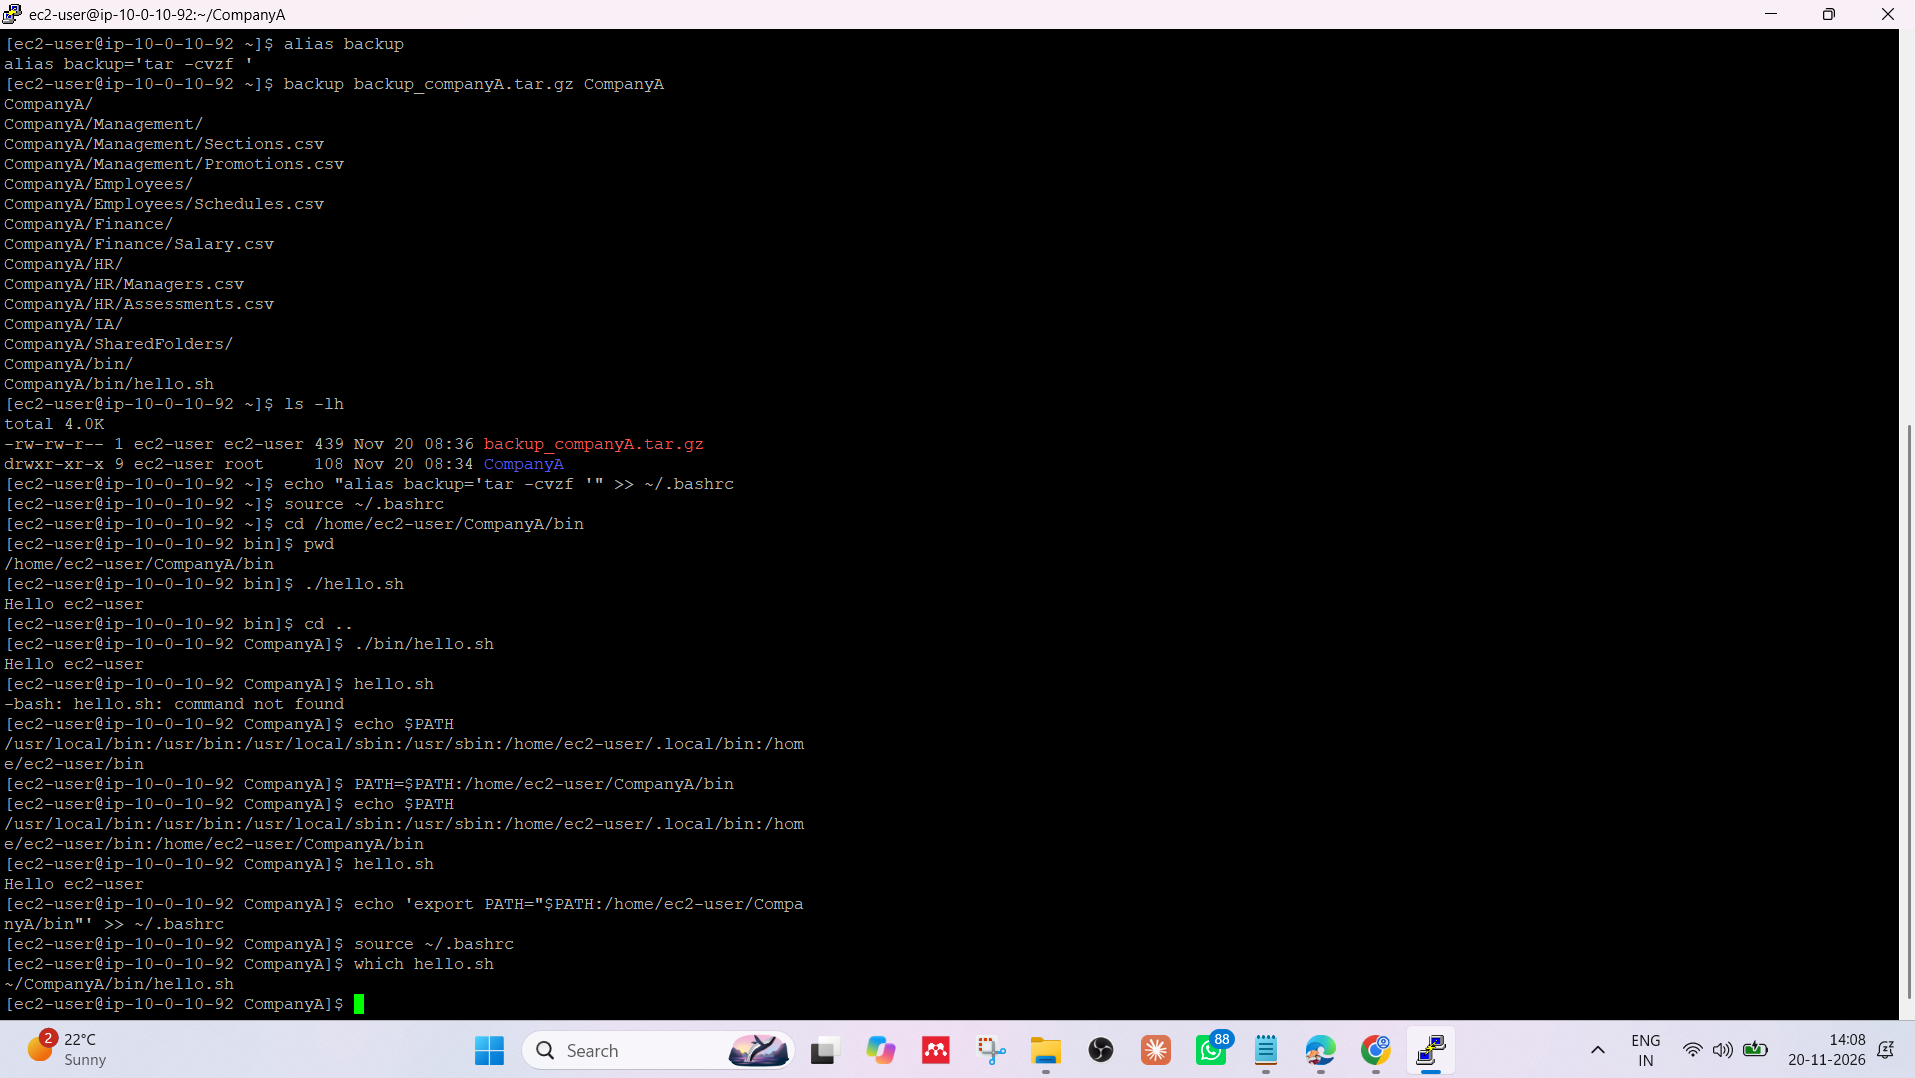 ec2-user@ip-10-0-10-92:~/CompanyA
[ec2-user@ip-10-0-10-92 ~]$ alias backup
alias backup='tar -cvzf '
[ec2-user@ip-10-0-10-92 ~]$ backup backup_companyA.tar.gz CompanyA
CompanyA/
CompanyA/Management/
CompanyA/Management/Sections.csv
CompanyA/Management/Promotions.csv
CompanyA/Employees/
CompanyA/Employees/Schedules.csv
CompanyA/Finance/
CompanyA/Finance/Salary.csv
CompanyA/HR/
CompanyA/HR/Managers.csv
CompanyA/HR/Assessments.csv
CompanyA/IA/
CompanyA/SharedFolders/
CompanyA/bin/
CompanyA/bin/hello.sh
[ec2-user@ip-10-0-10-92 ~]$ ls -lh
total 4.0K
-rw-rw-r-- 1 ec2-user ec2-user 439 Nov 20 08:36 backup_companyA.tar.gz
drwxr-xr-x 9 ec2-user root     108 Nov 20 08:34 CompanyA
[ec2-user@ip-10-0-10-92 ~]$ echo "alias backup='tar -cvzf '" >> ~/.bashrc
[ec2-user@ip-10-0-10-92 ~]$ source ~/.bashrc
[ec2-user@ip-10-0-10-92 ~]$ cd /home/ec2-user/CompanyA/bin
[ec2-user@ip-10-0-10-92 bin]$ pwd
/home/ec2-user/CompanyA/bin
[ec2-user@ip-10-0-10-92 bin]$ ./hello.sh
Hello ec2-user
[ec2-user@ip-10-0-10-92 bin]$ cd ..
[ec2-user@ip-10-0-10-92 CompanyA]$ ./bin/hello.sh
Hello ec2-user
[ec2-user@ip-10-0-10-92 CompanyA]$ hello.sh
-bash: hello.sh: command not found
[ec2-user@ip-10-0-10-92 CompanyA]$ echo $PATH
/usr/local/bin:/usr/bin:/usr/local/sbin:/usr/sbin:/home/ec2-user/.local/bin:/hom
e/ec2-user/bin
[ec2-user@ip-10-0-10-92 CompanyA]$ PATH=$PATH:/home/ec2-user/CompanyA/bin
[ec2-user@ip-10-0-10-92 CompanyA]$ echo $PATH
/usr/local/bin:/usr/bin:/usr/local/sbin:/usr/sbin:/home/ec2-user/.local/bin:/hom
e/ec2-user/bin:/home/ec2-user/CompanyA/bin
[ec2-user@ip-10-0-10-92 CompanyA]$ hello.sh
Hello ec2-user
[ec2-user@ip-10-0-10-92 CompanyA]$ echo 'export PATH="$PATH:/home/ec2-user/Compa
nyA/bin"' >> ~/.bashrc
[ec2-user@ip-10-0-10-92 CompanyA]$ source ~/.bashrc
[ec2-user@ip-10-0-10-92 CompanyA]$ which hello.sh
~/CompanyA/bin/hello.sh
[ec2-user@ip-10-0-10-92 CompanyA]$
2
22°C
Sunny
Search
88
ENG
IN
14:08
20-11-2026